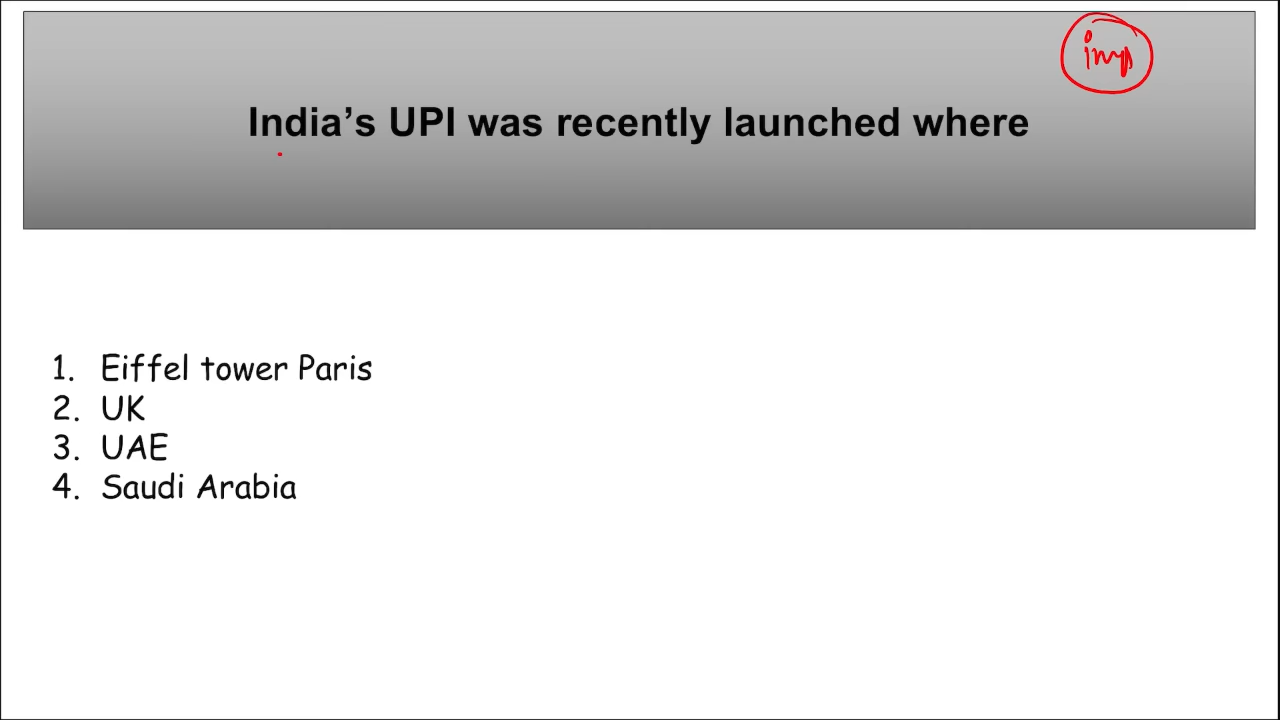 imp
India’s UPI was recently launched where
1. Eiffel tower Paris
2. UK
3. UAE
4. Saudi Arabia